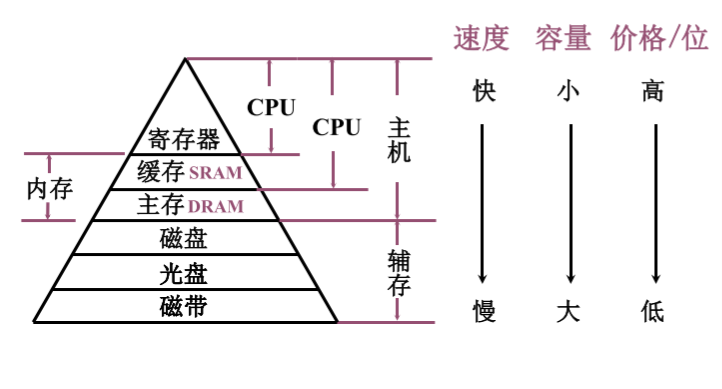 速度 容量 价格/位
快 小 高
CPU
CPU
主机
寄存器
缓存 SRAM
内存
主存 DRAM
磁盘
辅存
光盘
磁带
慢 大 低